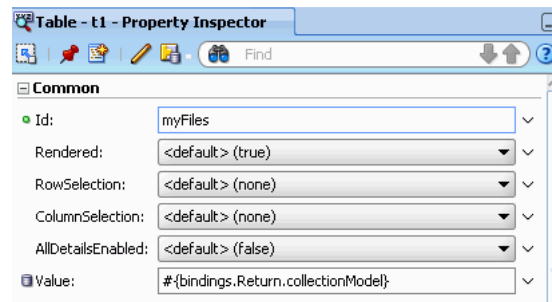 Table - t1 - Property Inspector
Find
Common
Id: myFiles
Rendered: <default> (true)
RowSelection: <default> (none)
ColumnSelection: <default> (none)
AllDetailsEnabled: <default> (false)
Value: #{bindings.Return.collectionModel}